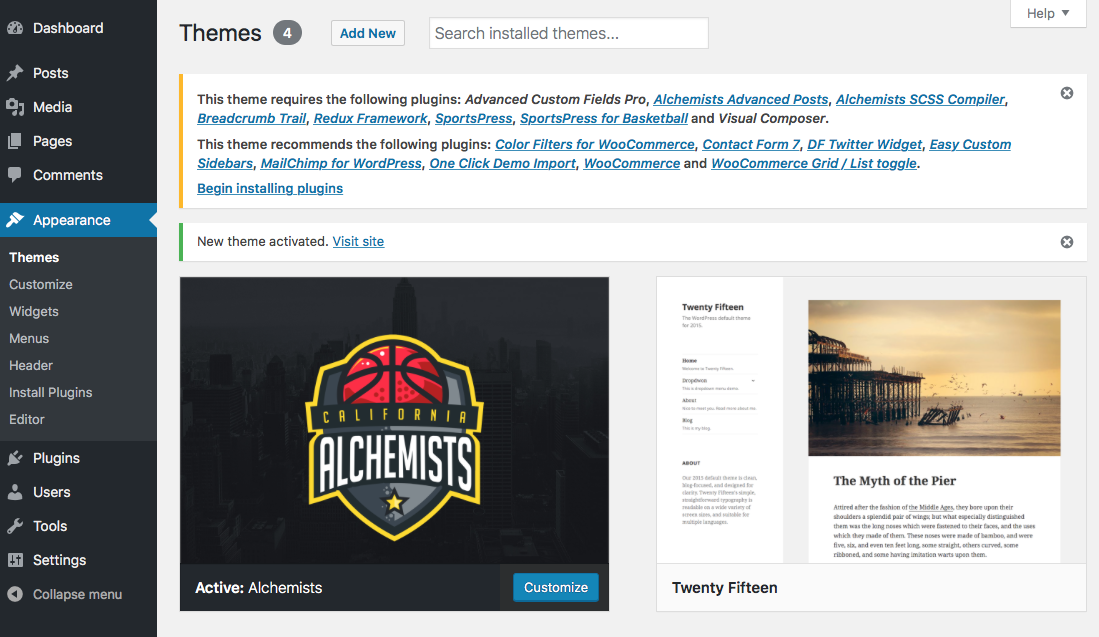 Dashboard
Posts
Media
Pages
Comments
Appearance
Themes
Customize
Widgets
Menus
Header
Install Plugins
Editor
Plugins
Users
Tools
Settings
Collapse menu
Help
Themes 4 Add New Search installed themes...
This theme requires the following plugins: Advanced Custom Fields Pro, Alchemists Advanced Posts, Alchemists SCSS Compiler,
Breadcrumb Trail, Redux Framework, SportsPress, SportsPress for Basketball and Visual Composer.
This theme recommends the following plugins: Color Filters for WooCommerce, Contact Form 7, DF Twitter Widget, Easy Custom
Sidebars, MailChimp for WordPress, One Click Demo Import, WooCommerce and WooCommerce Grid / List toggle.
Begin installing plugins
New theme activated. Visit site
CALIFORNIA
ALCHEMISTS
Active: Alchemists Customize
Twenty Fifteen
The WordPress default theme
for 2015.
Home
Welcome to Twenty Fifteen
Dropdown
This is a dropdown menu demo.
About
Nice to meet you. Read more about me.
Blog
This is my blog.
ABOUT
Our 2015 default theme is clean,
blog-focused, and designed for
clarity. Twenty Fifteen's simple,
straightforward typography is
readable on a wide variety of
screen sizes, and suitable for
multiple languages.
The Myth of the Pier
Attired after the fashion of the Middle Ages, they bore upon their
shoulders a splendid pair of wings; but what especially distinguished
them was the long noses which were fastened to their faces, and the uses
which they made of them. These noses were made of bamboo, and were
five, six, and even ten feet long, some straight, others curved, some
ribboned, and some having imitation warts upon them.
Twenty Fifteen